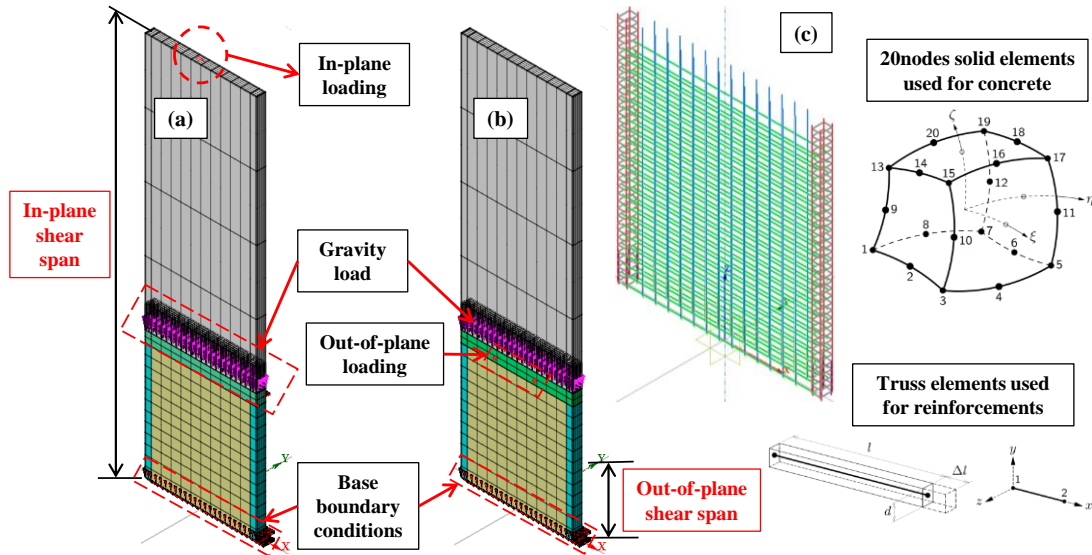 In-plane
loading
(a)
(b)
(c)
20nodes solid elements
used for concrete
ζ
19
20
18
13
14
16
17
15
12
9
11
η
8
7
ξ
10
6
1
5
2
3
4
In-plane
shear
span
Gravity
load
Out-of-plane
loading
Base
boundary
conditions
Y
X
Y
X
Out-of-plane
shear span
Z
X
Truss elements used
for reinforcements
l
Δl
d
y
1
z
2
x